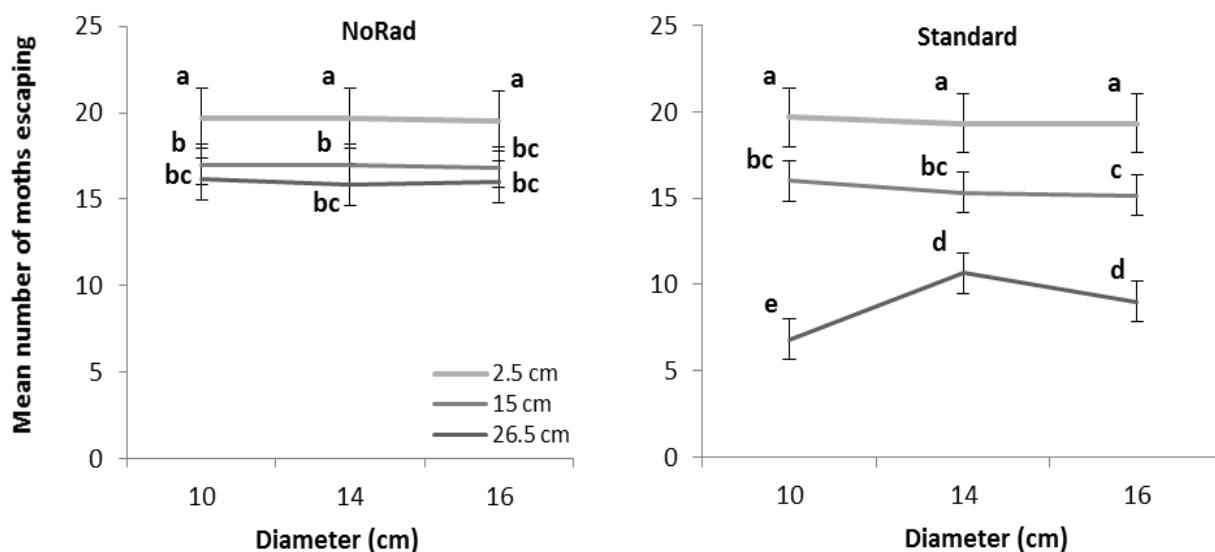 NoRad
Mean number of moths escaping
25
20
15
10
5
0
a
a
a
b
b
bc
bc
bc
bc
2.5 cm
15 cm
26.5 cm
10
14
16
Diameter (cm)
Standard
25
20
15
10
5
0
a
a
a
bc
bc
c
e
d
d
10
14
16
Diameter (cm)